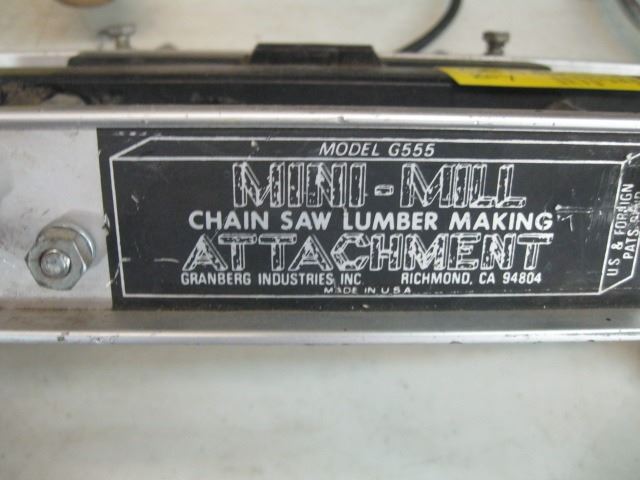 MODEL G555
MINI-MILL
CHAIN SAW LUMBER MAKING
ATTACHMENT
GRANBERG INDUSTRIES INC. RICHMOND, CA 94804
MADE IN U S A
US & FOREIGN
PATS.